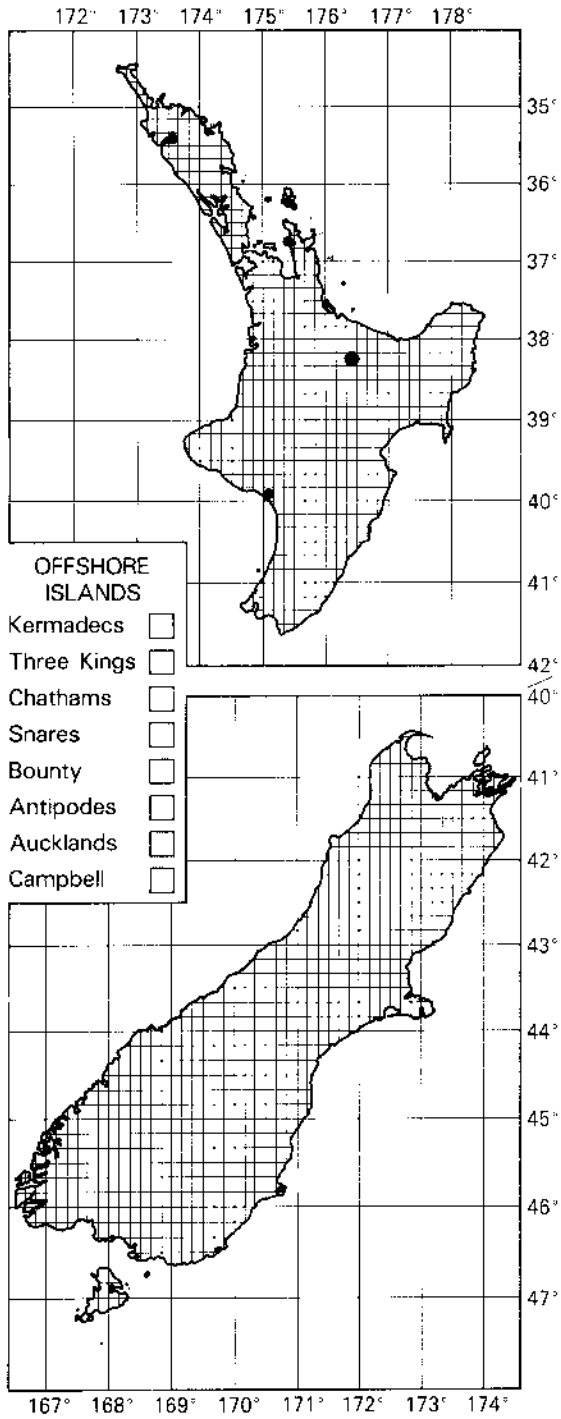 172° 173° 174° 175° 176° 177° 178°
35°
36°
37°
38°
39°
40°
41°
42°
OFFSHORE
ISLANDS
Kermadecs
Three Kings
Chathams
Snares
Bounty
Antipodes
Aucklands
Campbell
40°
41°
42°
43°
44°
45°
46°
47°
167° 168° 169° 170° 171° 172° 173° 174°